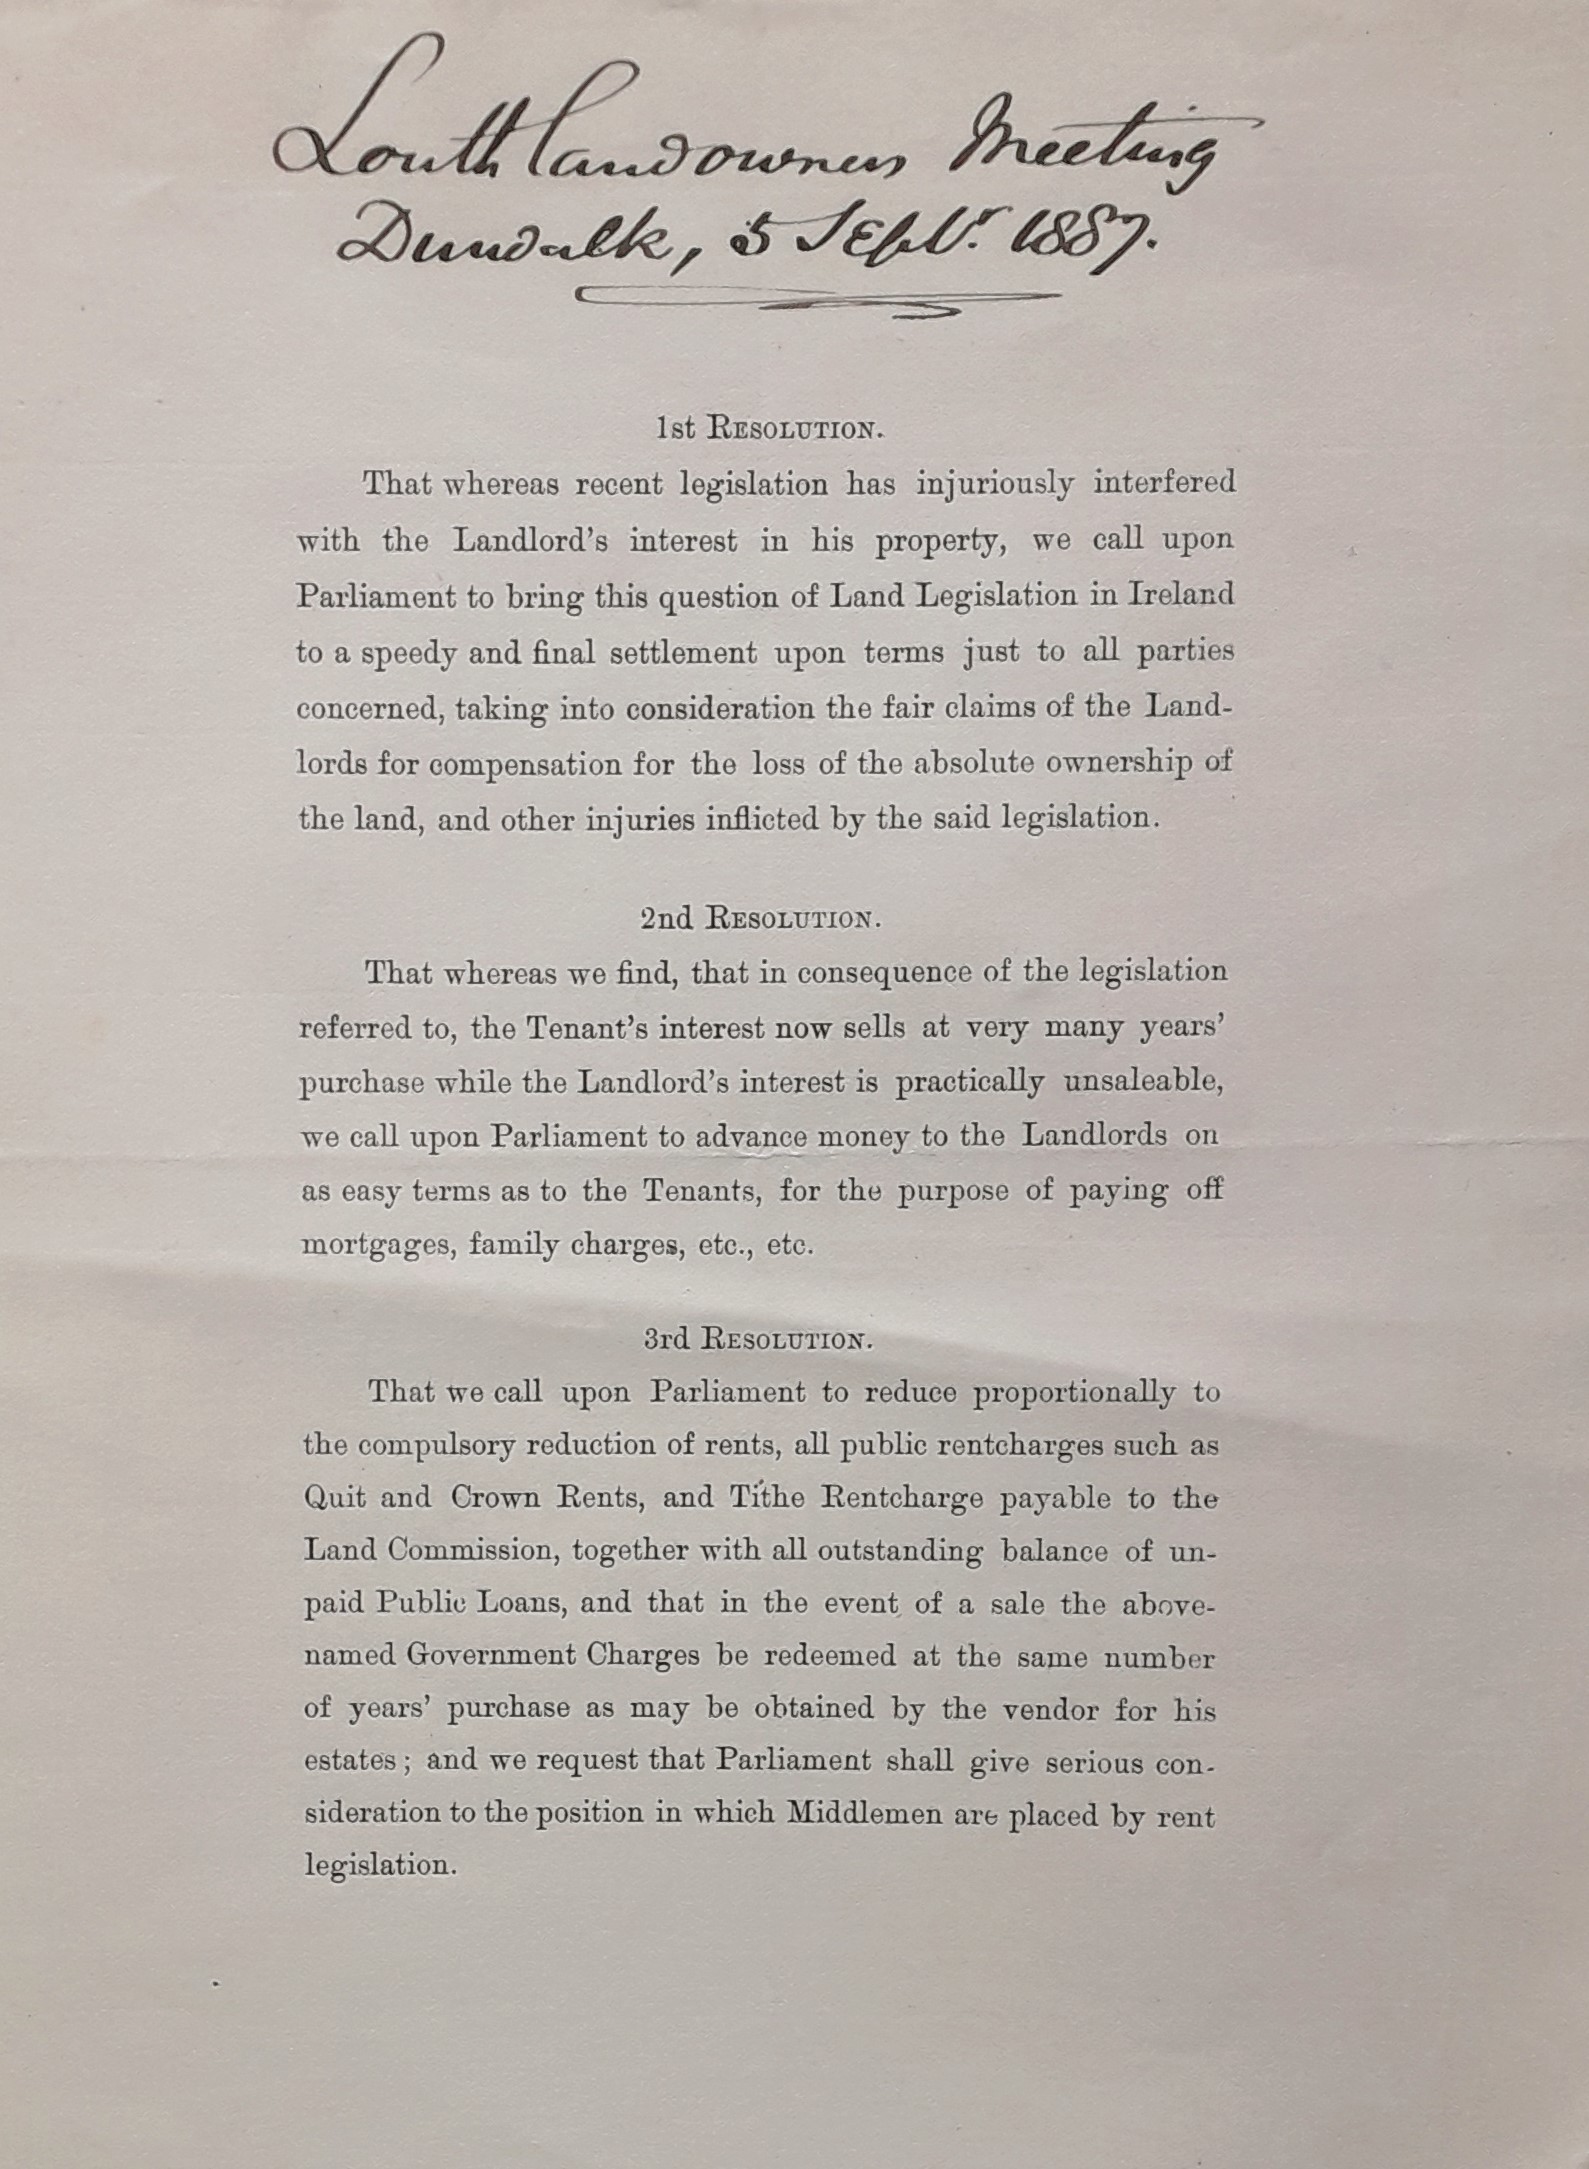 Louth Landowners Meeting
Dundalk, 5 Septr. 1887.
1st RESOLUTION.
That whereas recent legislation has injuriously interfered
with the Landlord's interest in his property, we call upon
Parliament to bring this question of Land Legislation in Ireland
to a speedy and final settlement upon terms just to all parties
concerned, taking into consideration the fair claims of the Land-
lords for compensation for the loss of the absolute ownership of
the land, and other injuries inflicted by the said legislation.
2nd RESOLUTION.
That whereas we find, that in consequence of the legislation
referred to, the Tenant's interest now sells at very many years'
purchase while the Landlord's interest is practically unsaleable,
we call upon Parliament to advance money to the Landlords on
as easy terms as to the Tenants, for the purpose of paying off
mortgages, family charges, etc., etc.
3rd RESOLUTION.
That we call upon Parliament to reduce proportionally to
the compulsory reduction of rents, all public rentcharges such as
Quit and Crown Rents, and Tithe Rentcharge payable to the
Land Commission, together with all outstanding balance of un-
paid Public Loans, and that in the event of a sale the above-
named Government Charges be redeemed at the same number
of years' purchase as may be obtained by the vendor for his
estates; and we request that Parliament shall give serious con-
sideration to the position in which Middlemen are placed by rent
legislation.